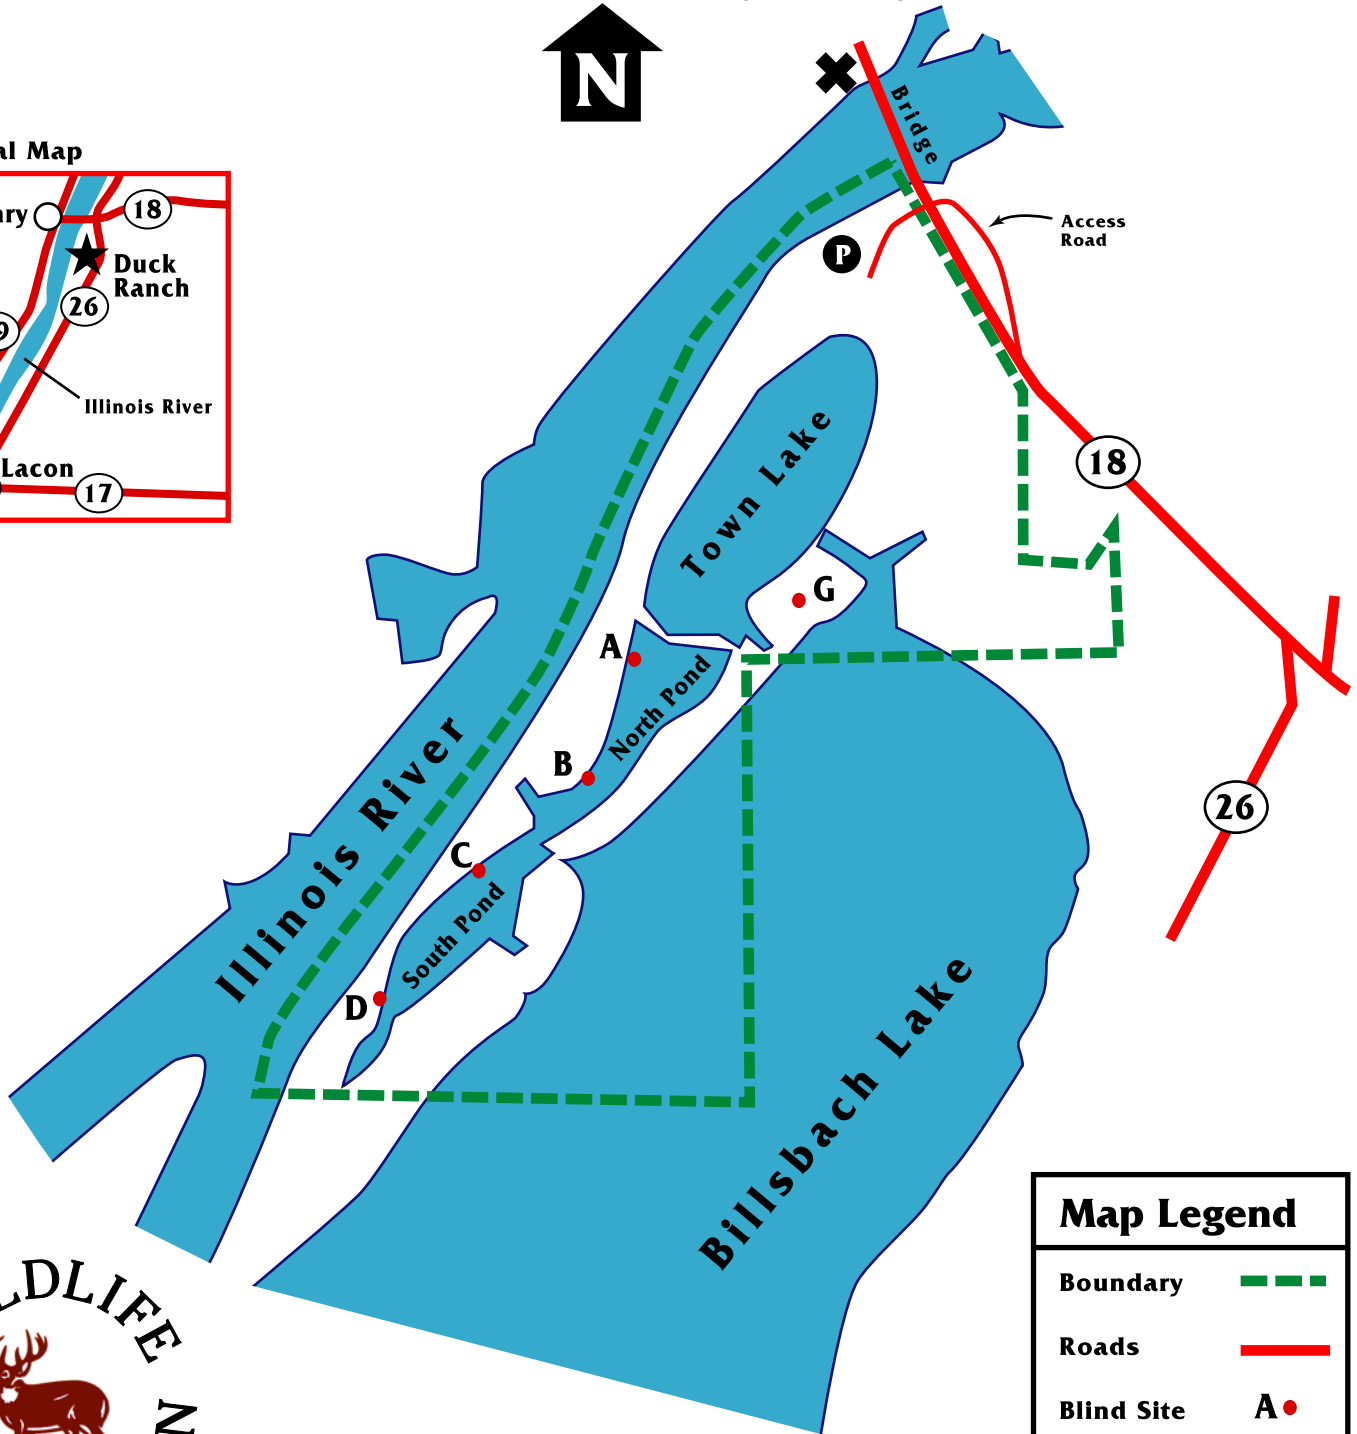 N
Bridge
al Map
ary
18
Duck
Ranch
26
9
Illinois River
Lacon
17
Access
Road
P
Town Lake
18
G
A
North Pond
B
Illinois River
C
South Pond
D
26
Billsbach Lake
Map Legend
Boundary
Roads
Blind Site A
LDLIFE
N